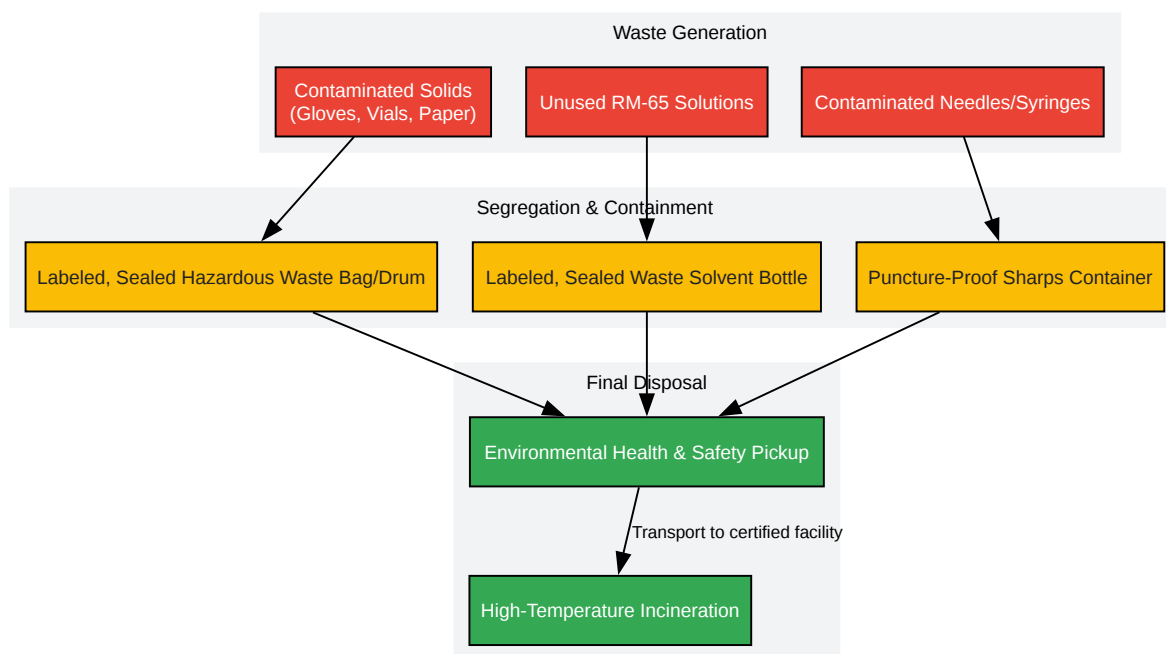 Waste Generation
Contaminated Solids
(Gloves, Vials, Paper)
Unused RM-65 Solutions
Contaminated Needles/Syringes
Segregation & Containment
Labeled, Sealed Hazardous Waste Bag/Drum
Labeled, Sealed Waste Solvent Bottle
Puncture-Proof Sharps Container
Final Disposal
Environmental Health & Safety Pickup
Transport to certified facility
High-Temperature Incineration